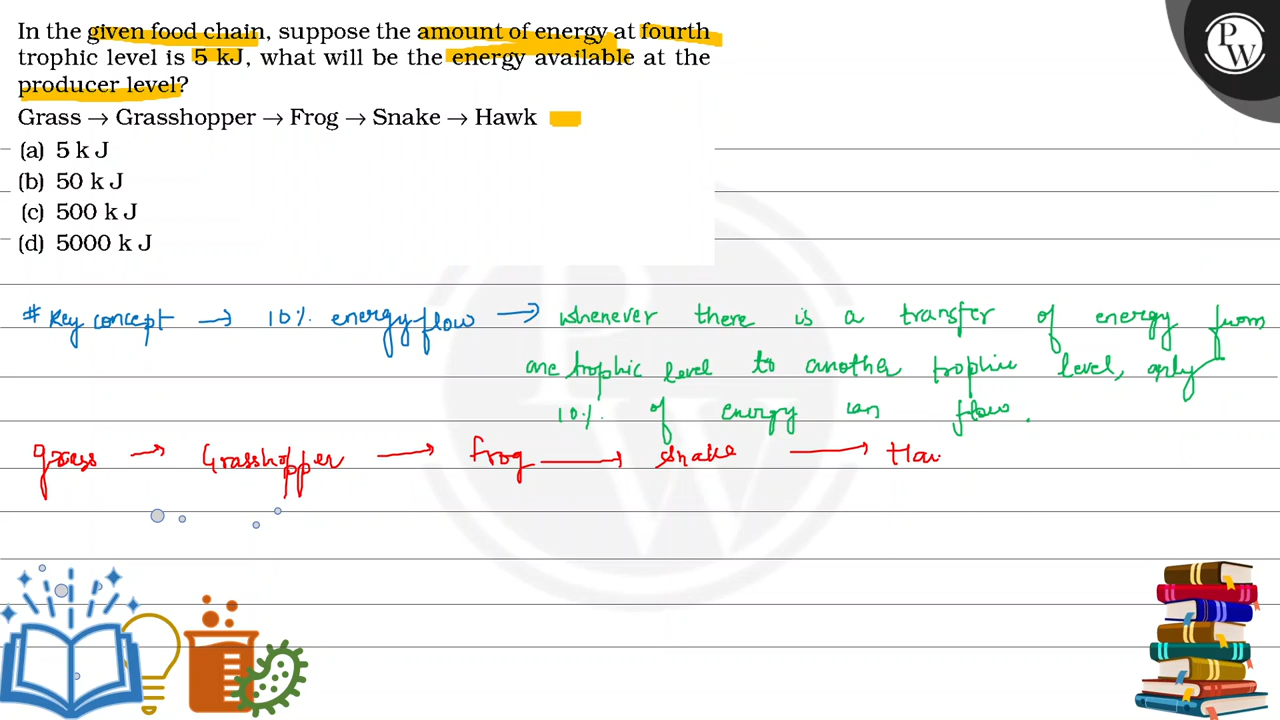 In the given food chain, suppose the amount of energy at fourth
trophic level is 5 kJ, what will be the energy available at the
producer level?
Grass → Grasshopper → Frog → Snake → Hawk
(a) 5 k J
(b) 50 k J
(c) 500 k J
(d) 5000 k J
PW
# Key concept → 10% energy flow → whenever there is a transfer of energy from
one trophic level to another trophic level, only
10% of energy can flow.
grass → Grasshopper → frog → snake → Haw